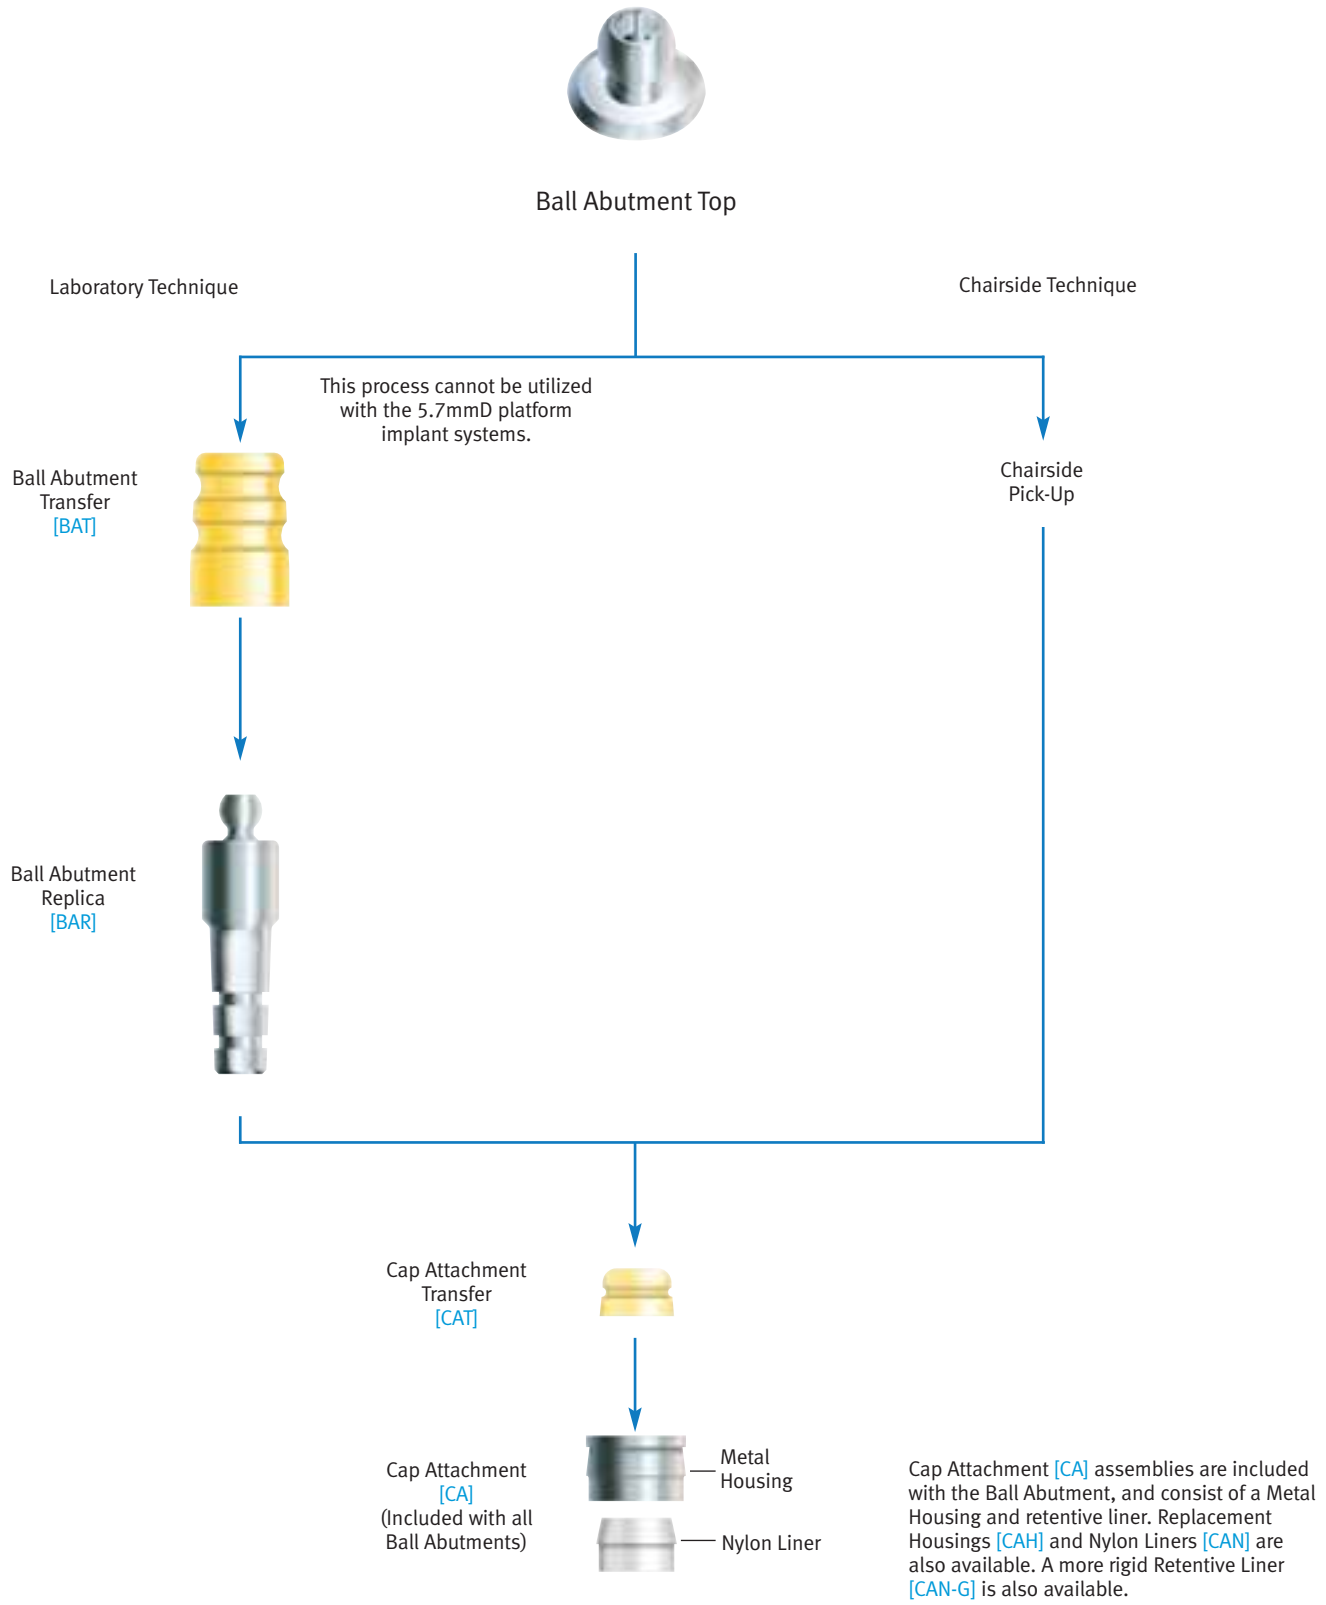 Ball Abutment Top
Laboratory Technique
Chairside Technique
This process cannot be utilized
with the 5.7mmD platform
implant systems.
Ball Abutment
Transfer
[BAT]
Chairside
Pick-Up
Ball Abutment
Replica
[BAR]
Cap Attachment
Transfer
[CAT]
Cap Attachment
[CA]
(Included with all
Ball Abutments)
Metal
Housing
Nylon Liner
Cap Attachment [CA] assemblies are included
with the Ball Abutment, and consist of a Metal
Housing and retentive liner. Replacement
Housings [CAH] and Nylon Liners [CAN] are
also available. A more rigid Retentive Liner
[CAN-G] is also available.